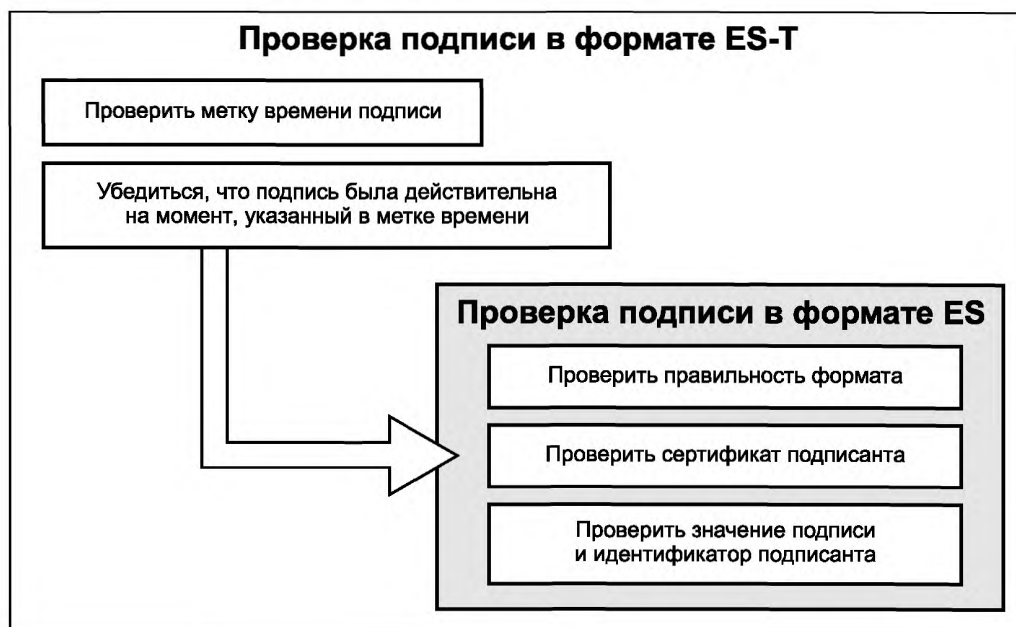 Проверка подписи в формате ES-T
Проверить метку времени подписи
Убедиться, что подпись была действительна
на момент, указанный в метке времени
Проверка подписи в формате ES
Проверить правильность формата
Проверить сертификат подписанта
Проверить значение подписи
и идентификатор подписанта